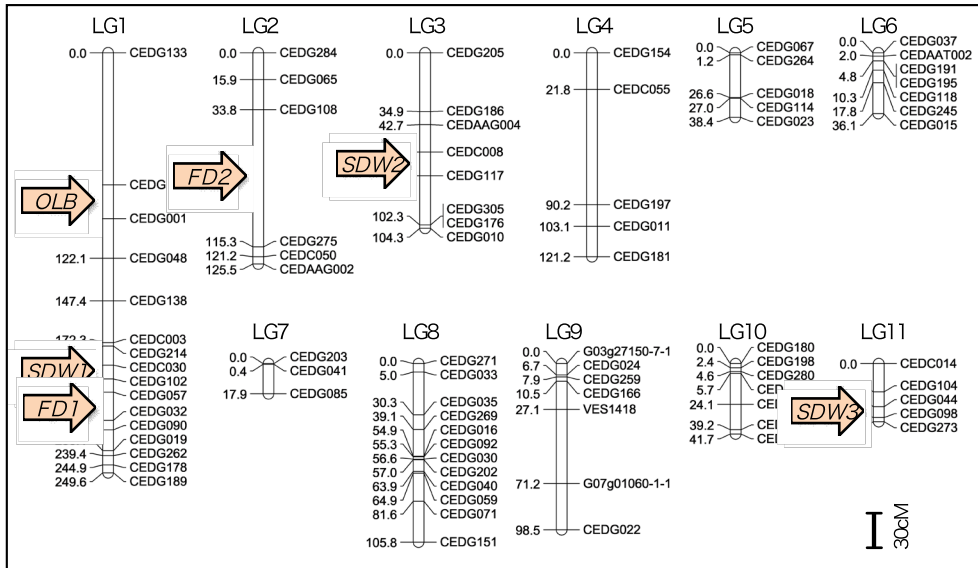 LG1
0.0 CEDG133
CEDG
OLB
CEDG001
122.1 CEDG048
147.4 CEDG138
CEDC003
CEDG214
CEDC030
SDW1
CEDG102
CEDG057
FD1
CEDG032
CEDG090
CEDG019
239.4 CEDG262
244.9 CEDG178
249.6 CEDG189
LG2
0.0 CEDG284
15.9 CEDG065
33.8 CEDG108
FD2
115.3 CEDG275
121.2 CEDC050
125.5 CEDAAG002
LG3
0.0 CEDG205
34.9 CEDG186
42.7 CEDAAG004
CEDC008
SDW2
CEDG117
CEDG305
102.3 CEDG176
104.3 CEDG010
LG4
0.0 CEDG154
21.8 CEDC055
90.2 CEDG197
103.1 CEDG011
121.2 CEDG181
LG5
0.0 CEDG067
1.2 CEDG264
26.6 CEDG018
27.0 CEDG114
38.4 CEDG023
LG6
0.0 CEDG037
2.0 CEDAAT002
CEDG191
4.8 CEDG195
10.3 CEDG118
17.8 CEDG245
36.1 CEDG015
LG7
0.0 CEDG203
0.4 CEDG041
17.9 CEDG085
LG8
0.0 CEDG271
5.0 CEDG033
30.3 CEDG035
39.1 CEDG269
54.9 CEDG016
55.3 CEDG092
56.6 CEDG030
57.0 CEDG202
63.9 CEDG040
64.9 CEDG059
81.6 CEDG071
105.8 CEDG151
LG9
0.0 G03g27150-7-1
6.7 CEDG024
7.9 CEDG259
10.5 CEDG166
27.1 VES1418
71.2 G07g01060-1-1
98.5 CEDG022
LG10
0.0 CEDG180
2.4 CEDG198
4.6 CEDG280
5.7
24.1
39.2
41.7
LG11
0.0 CEDC014
CEDG104
SDW3
CEDG044
CEDG098
CEDG273
30cM